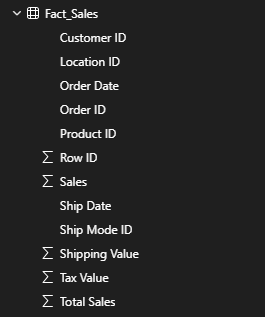 Fact_Sales
Customer ID
Location ID
Order Date
Order ID
Product ID
Row ID
Sales
Ship Date
Ship Mode ID
Shipping Value
Tax Value
Total Sales